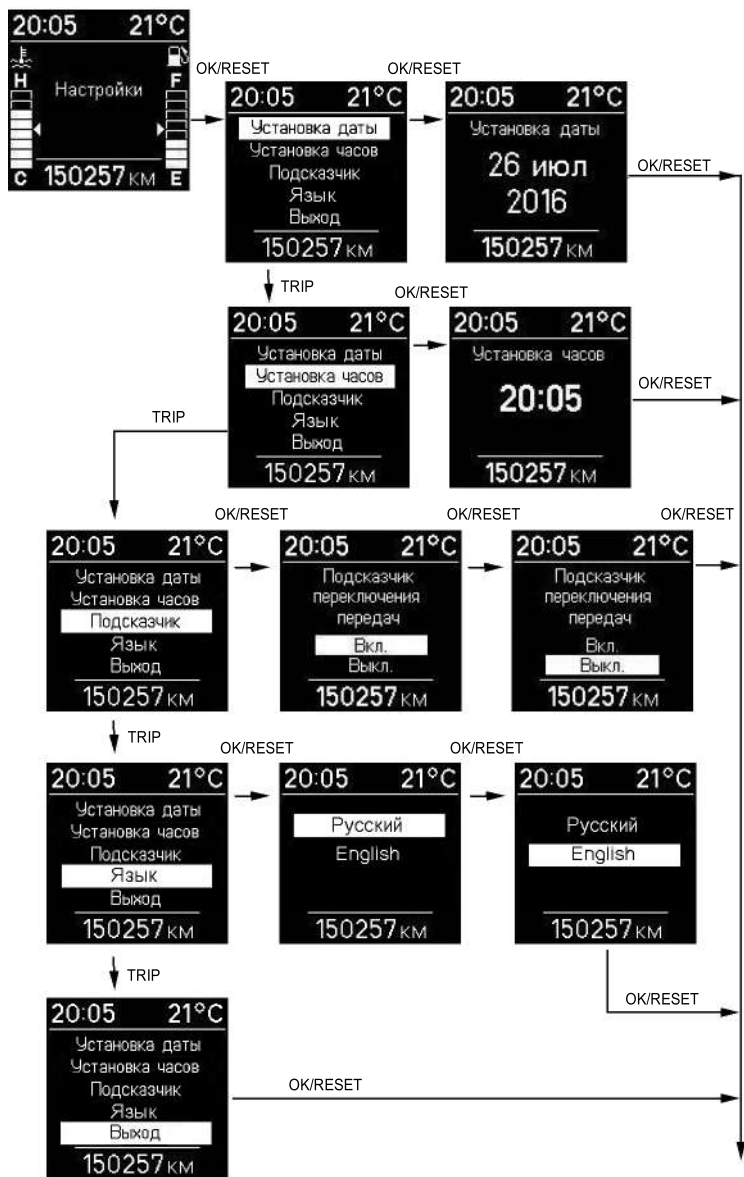 20:05 21°C
H F
Настройки
C 150257 км E
OK/RESET
20:05 21°C
Установка даты
Установка часов
Подсказчик
Язык
Выход
150257 км
OK/RESET
20:05 21°C
Установка даты
26 июл
2016
150257 км
OK/RESET
TRIP
20:05 21°C
Установка даты
Установка часов
Подсказчик
Язык
Выход
150257 км
OK/RESET
20:05 21°C
Установка часов
20:05
150257 км
OK/RESET
TRIP
20:05 21°C
Установка даты
Установка часов
Подсказчик
Язык
Выход
150257 км
OK/RESET
20:05 21°C
Подсказчик
переключения
передач
Вкл.
Выкл.
150257 км
OK/RESET
20:05 21°C
Подсказчик
переключения
передач
Вкл.
Выкл.
150257 км
OK/RESET
TRIP
20:05 21°C
Установка даты
Установка часов
Подсказчик
Язык
Выход
150257 км
OK/RESET
20:05 21°C
Русский
English
150257 км
OK/RESET
20:05 21°C
Русский
English
150257 км
OK/RESET
TRIP
20:05 21°C
Установка даты
Установка часов
Подсказчик
Язык
Выход
150257 км
OK/RESET